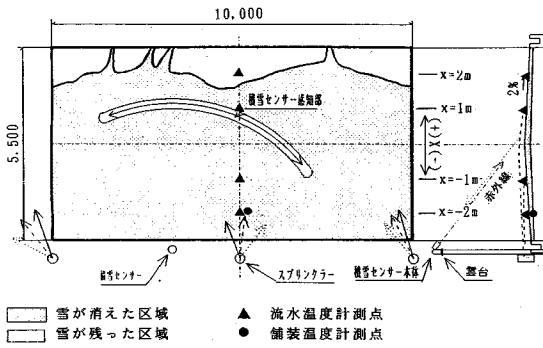 10,000
5,500
積雪センサー感知部
x=2m
2%
x=1m
(-)X(+)
x=-1m
赤外線
x=-2m
積雪センサー
スプリンクラー
積雪センサー本体
雲台
雪が消えた区域
▲ 流水温度計測点
雪が残った区域
● 舗装温度計測点